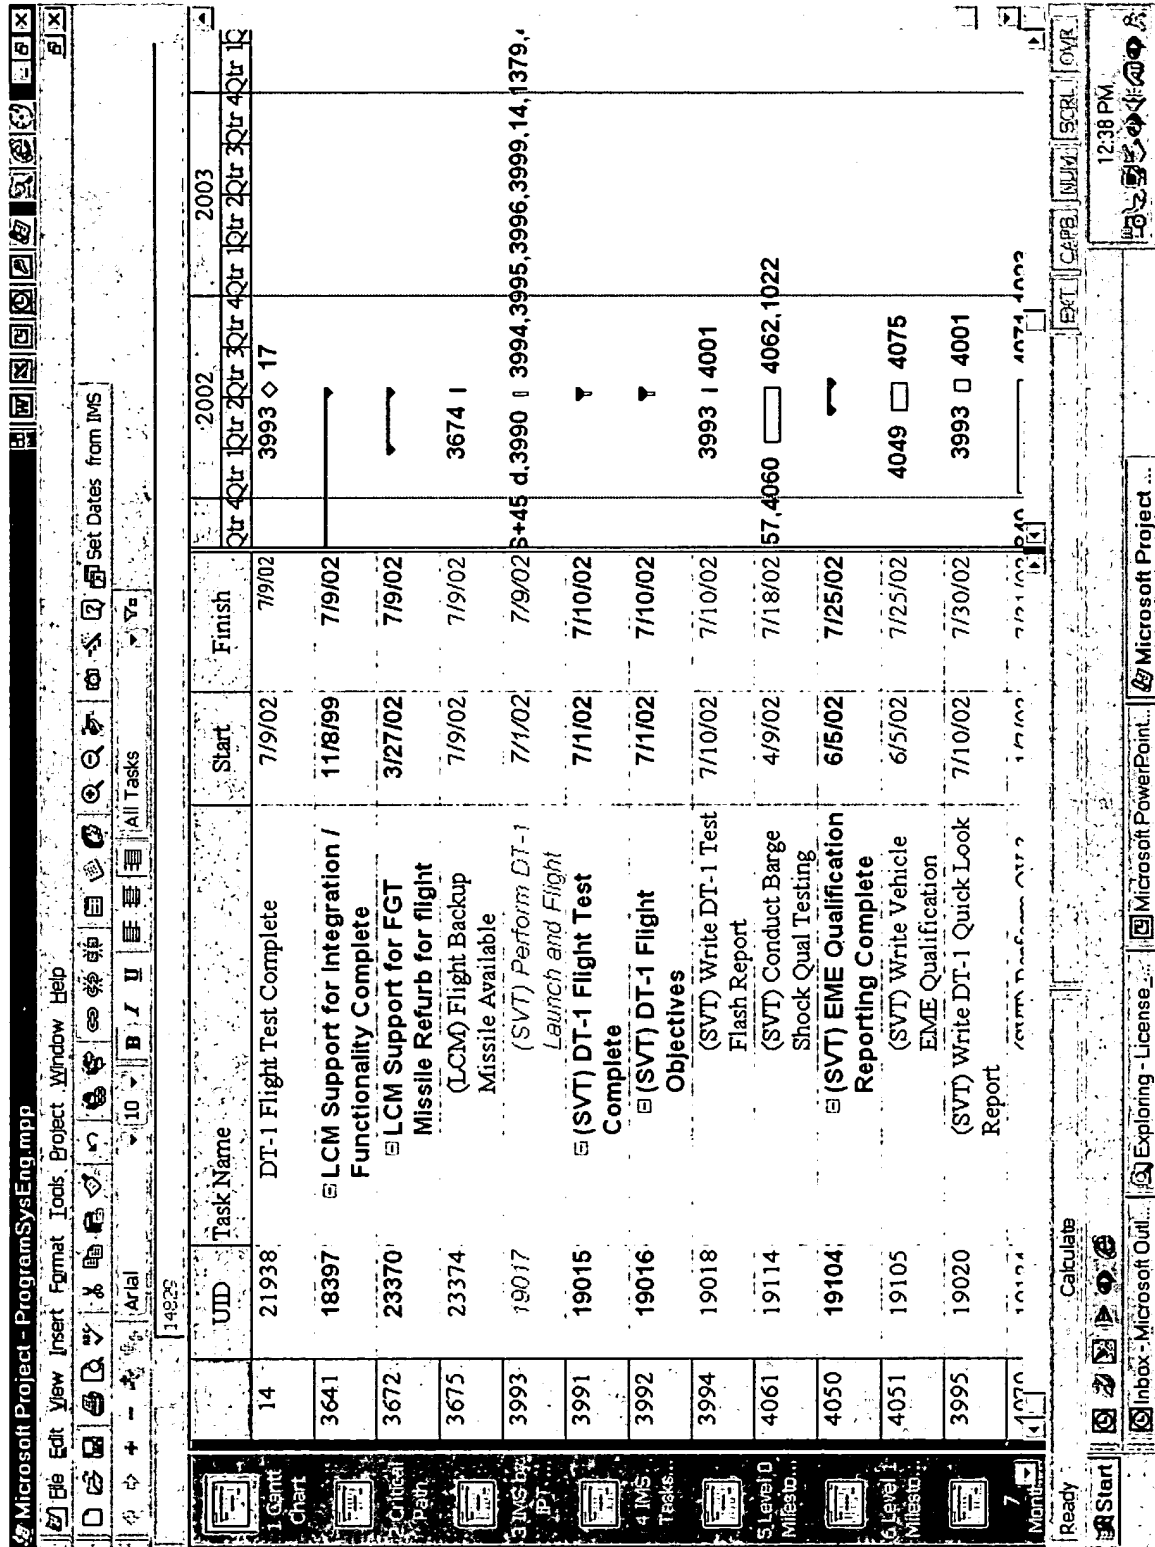 Microsoft Project - ProgramSysEng.mpp
File Edit View Insert Format Tools Project Window Help
Set Dates from IMS
Arial 10 B I U All Tasks
14829
UID Task Name Start Finish
2002 2003
Qtr 4 Qtr 1 Qtr 2 Qtr 3 Qtr 4 Qtr 1 Qtr 2 Qtr 3 Qtr 4 Qtr 1
14 21938 DT-1 Flight Test Complete 7/9/02 7/9/02 3993 17
3641 18397 LCM Support for Integration / 11/8/99 7/9/02
Functionality Complete
3672 23370 LCM Support for FGT 3/27/02 7/9/02
Missile Refurb for flight
3675 23374 (LCM) Flight Backup 7/9/02 7/9/02 3674
Missile Available
3993 19017 (SVT) Perform DT-1 7/1/02 7/9/02 S+45 d,3990 3994,3995,3996,3999,14,1379,
Launch and Flight
3991 19015 (SVT) DT-1 Flight Test 7/1/02 7/10/02
Complete
3992 19016 (SVT) DT-1 Flight 7/1/02 7/10/02
Objectives
3994 19018 (SVT) Write DT-1 Test 7/10/02 7/10/02 3993 4001
Flash Report
4061 19114 (SVT) Conduct Barge 4/9/02 7/18/02 57,4060 4062,1022
Shock Qual Testing
4050 19104 (SVT) EME Qualification 6/5/02 7/25/02
Reporting Complete
4051 19105 (SVT) Write Vehicle 6/5/02 7/25/02 4049 4075
EME Qualification
3995 19020 (SVT) Write DT-1 Quick Look 7/10/02 7/30/02 3993 4001
Report
1 Gantt
Chart
2 Critical
Path
4 IMS
Tasks...
5 Level 0
Milesto...
6 Level 1
Milesto...
7
Ready Calculate EXT CAPS NUM SCRL OVR
Start 12:38 PM
Inbox - Microsoft Outl... Exploring - License_... Microsoft PowerPoint... Microsoft Project ...